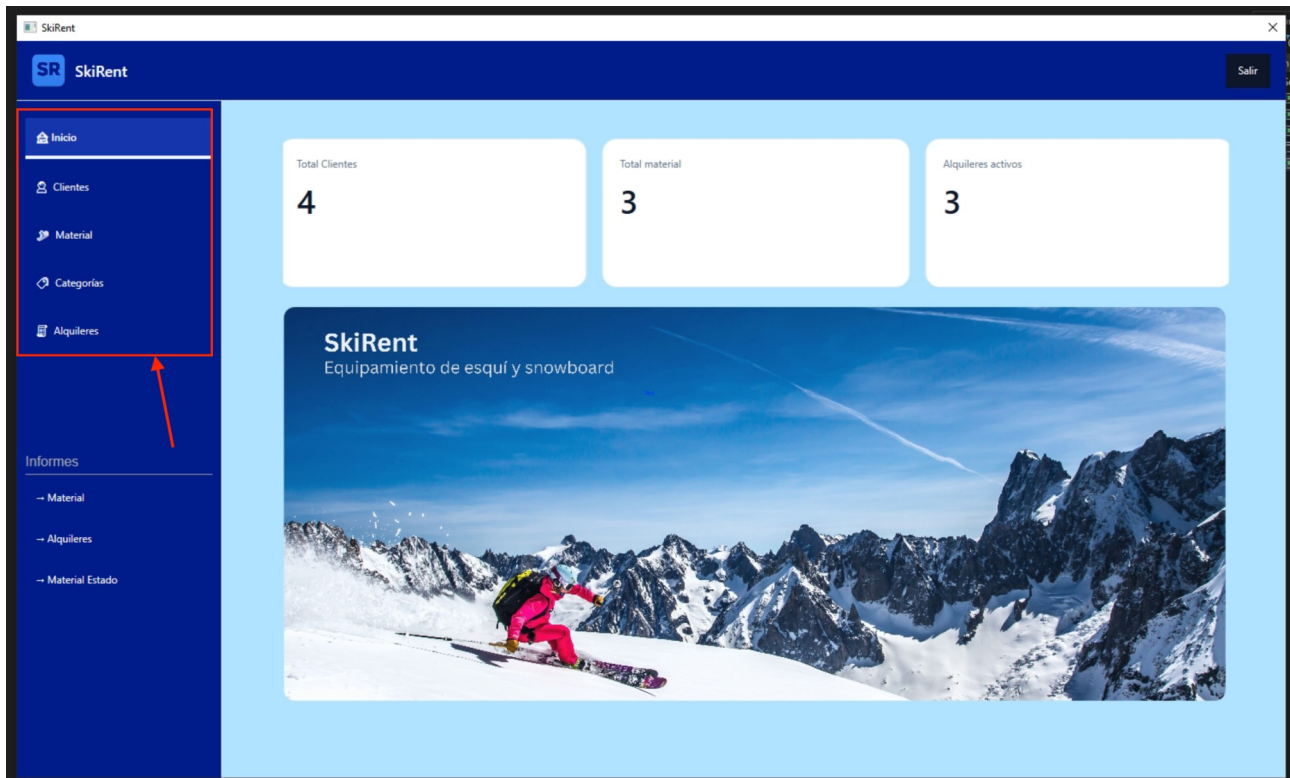 SkiRent
SR SkiRent
Salir
Inicio
Clientes
Material
Categorías
Alquileres
Informes
→ Material
→ Alquileres
→ Material Estado
Total Clientes
4
Total material
3
Alquileres activos
3
SkiRent
Equipamiento de esquí y snowboard